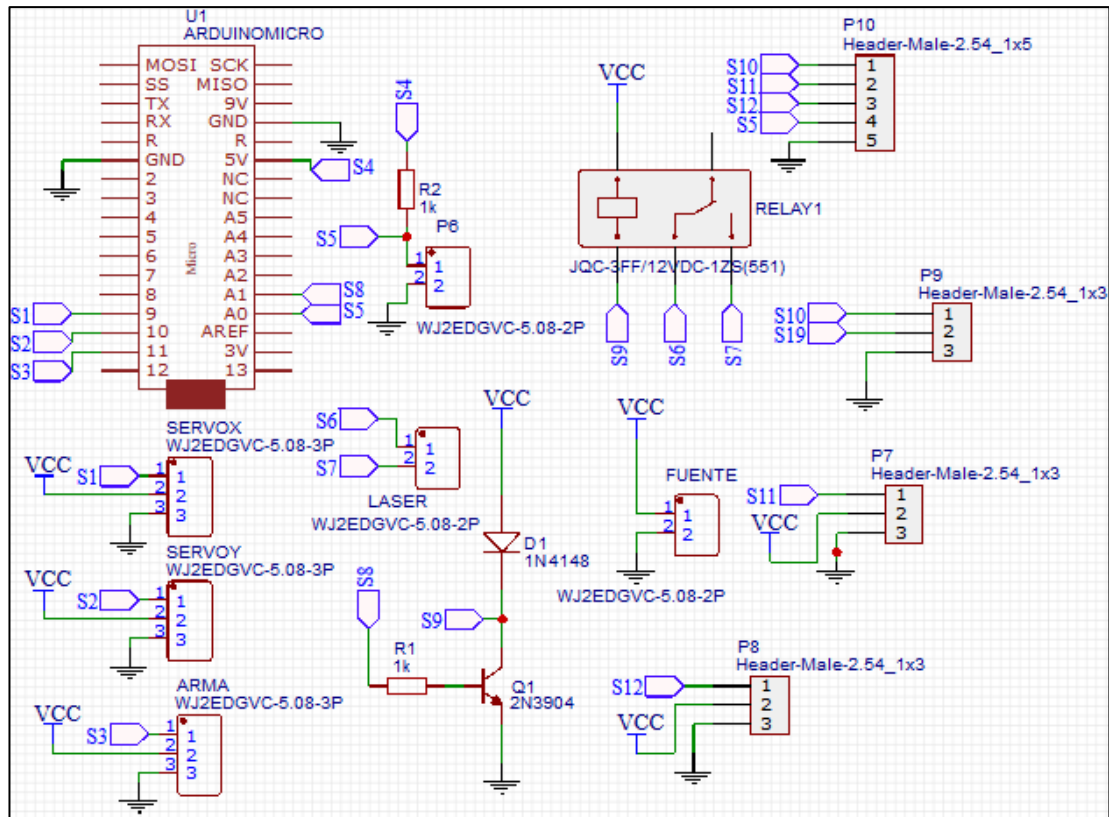 U1
ARDUINOMICRO
MOSI SCK
SS MISO
TX 9V
RX GND
R R
GND 5V
2 NC
3 NC
4 A5
5 A4
6 A3
7 A2
8 A1
9 A0
10 AREF
11 3V
12 13
Micro
S1
S2
S3
S4
S8
S5
S4
R2
1k
S5
P6
1 1
2 2
WJ2EDGVC-5.08-2P
VCC
RELAY1
JQC-3FF/12VDC-1ZS(551)
S9 S6 S7
P10
Header-Male-2.54_1x5
S10 1
S11 2
S12 3
S5 4
5
P9
Header-Male-2.54_1x3
S10 1
S19 2
3
SERVOX
WJ2EDGVC-5.08-3P
VCC
S1 1 1
2 2
3 3
SERVOY
WJ2EDGVC-5.08-3P
VCC
S2 1 1
2 2
3 3
ARMA
WJ2EDGVC-5.08-3P
VCC
S3 1 1
2 2
3 3
S6 1 1
S7 2 2
LASER
WJ2EDGVC-5.08-2P
VCC
D1
1N4148
S8
S9
R1
1k
Q1
2N3904
VCC
FUENTE
1 1
2 2
WJ2EDGVC-5.08-2P
P7
Header-Male-2.54_1x3
S11 1
VCC 2
3
P8
Header-Male-2.54_1x3
S12 1
VCC 2
3